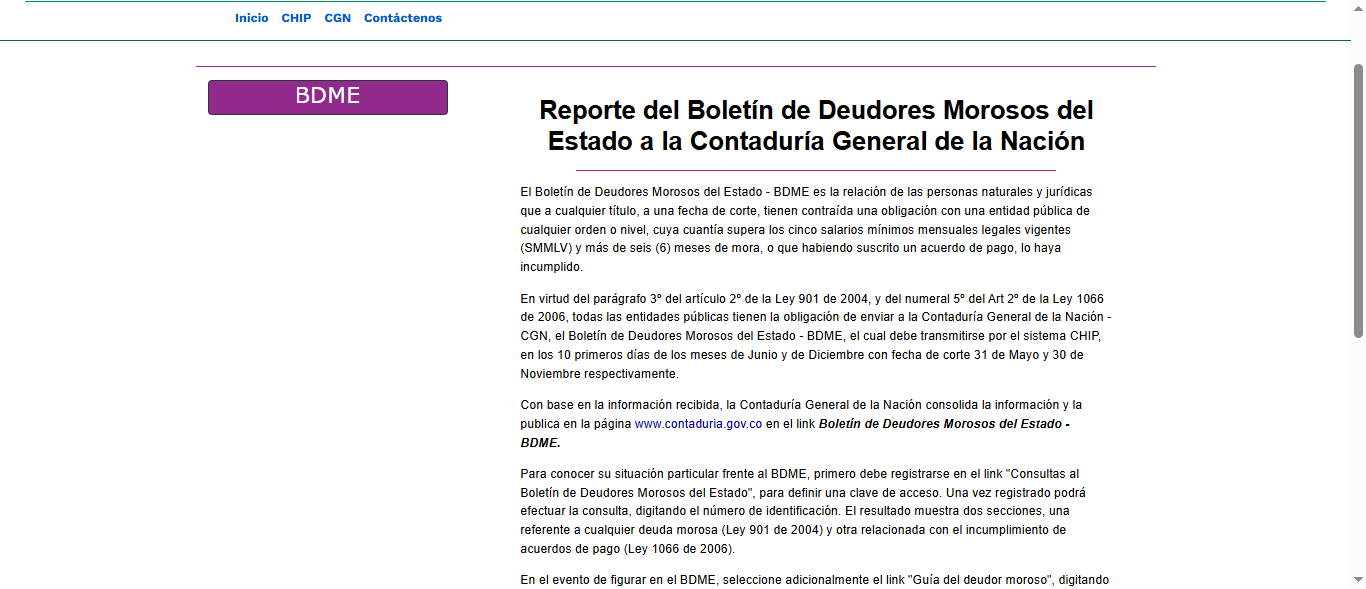 Inicio CHIP CGN Contáctenos
BDME
Reporte del Boletín de Deudores Morosos del
Estado a la Contaduría General de la Nación
El Boletín de Deudores Morosos del Estado - BDME es la relación de las personas naturales y jurídicas
que a cualquier título, a una fecha de corte, tienen contraída una obligación con una entidad pública de
cualquier orden o nivel, cuya cuantía supera los cinco salarios mínimos mensuales legales vigentes
(SMMLV) y más de seis (6) meses de mora, o que habiendo suscrito un acuerdo de pago, lo haya
incumplido.
En virtud del parágrafo 3º del artículo 2º de la Ley 901 de 2004, y del numeral 5º del Art 2º de la Ley 1066
de 2006, todas las entidades públicas tienen la obligación de enviar a la Contaduría General de la Nación -
CGN, el Boletín de Deudores Morosos del Estado - BDME, el cual debe transmitirse por el sistema CHIP,
en los 10 primeros días de los meses de Junio y de Diciembre con fecha de corte 31 de Mayo y 30 de
Noviembre respectivamente.
Con base en la información recibida, la Contaduría General de la Nación consolida la información y la
publica en la página www.contaduria.gov.co en el link Boletín de Deudores Morosos del Estado -
BDME.
Para conocer su situación particular frente al BDME, primero debe registrarse en el link "Consultas al
Boletín de Deudores Morosos del Estado", para definir una clave de acceso. Una vez registrado podrá
efectuar la consulta, digitando el número de identificación. El resultado muestra dos secciones, una
referente a cualquier deuda morosa (Ley 901 de 2004) y otra relacionada con el incumplimiento de
acuerdos de pago (Ley 1066 de 2006).
En el evento de figurar en el BDME, seleccione adicionalmente el link "Guía del deudor moroso", digitando